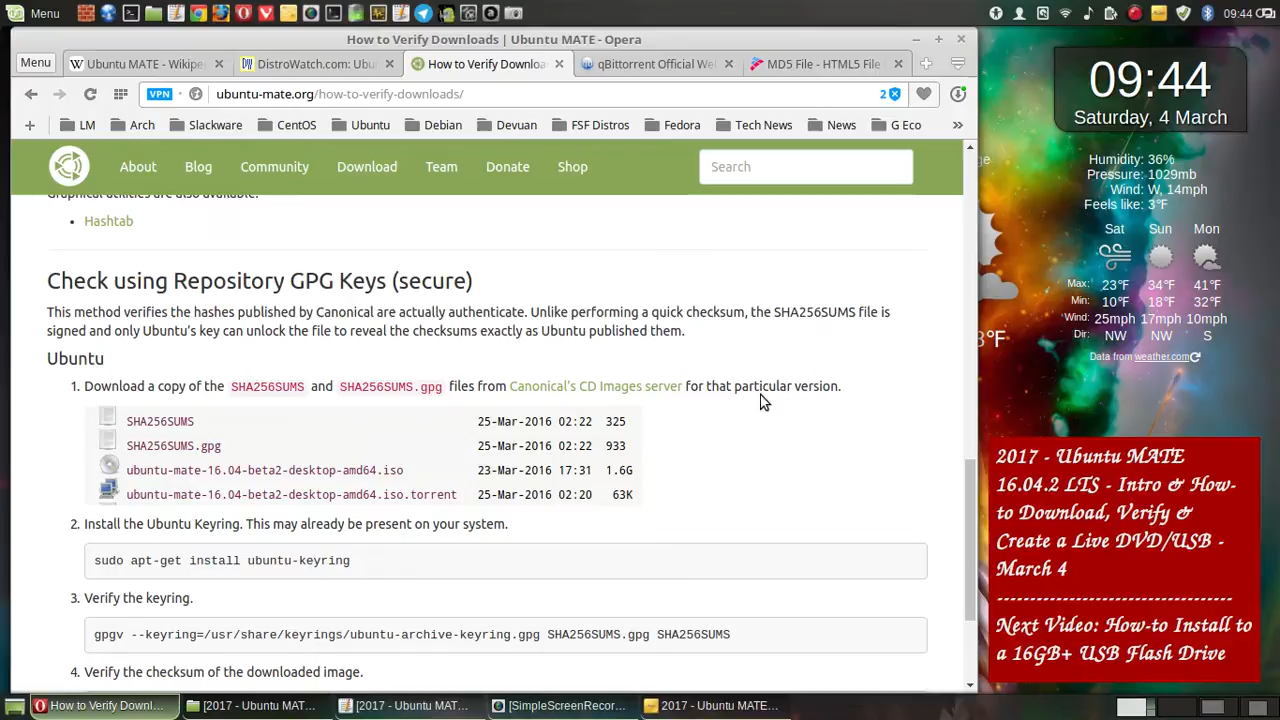 Menu
09:44
How to Verify Downloads | Ubuntu MATE - Opera
Menu
Ubuntu MATE - Wikipe
DistroWatch.com: Ubu
How to Verify Downloa
qBittorrent Official We
MD5 File - HTML5 File
VPN
ubuntu-mate.org/how-to-verify-downloads/
2
LM
Arch
Slackware
CentOS
Ubuntu
Debian
Devuan
FSF Distros
Fedora
Tech News
News
G Eco
»
About
Blog
Community
Download
Team
Donate
Shop
Search
Graphical utilities are also available:
• Hashtab
Check using Repository GPG Keys (secure)
This method verifies the hashes published by Canonical are actually authenticate. Unlike performing a quick checksum, the SHA256SUMS file is
signed and only Ubuntu's key can unlock the file to reveal the checksums exactly as Ubuntu published them.
Ubuntu
1. Download a copy of the SHA256SUMS and SHA256SUMS.gpg files from Canonical's CD Images server for that particular version.
SHA256SUMS 25-Mar-2016 02:22 325
SHA256SUMS.gpg 25-Mar-2016 02:22 933
ubuntu-mate-16.04-beta2-desktop-amd64.iso 23-Mar-2016 17:31 1.6G
ubuntu-mate-16.04-beta2-desktop-amd64.iso.torrent 25-Mar-2016 02:20 63K
2. Install the Ubuntu Keyring. This may already be present on your system.
sudo apt-get install ubuntu-keyring
3. Verify the keyring.
gpgv --keyring=/usr/share/keyrings/ubuntu-archive-keyring.gpg SHA256SUMS.gpg SHA256SUMS
4. Verify the checksum of the downloaded image.
09:44
Saturday, 4 March
Humidity: 36%
Pressure: 1029mb
Wind: W, 14mph
Feels like: 3°F
Sat Sun Mon
Max: 23°F 34°F 41°F
Min: 10°F 18°F 32°F
25mph 17mph 10mph
Dir: NW NW S
Data from weather.com
2017 - Ubuntu MATE
16.04.2 LTS - Intro & How-
to Download, Verify &
Create a Live DVD/USB -
March 4
----------------------------------
Next Video: How-to Install to
a 16GB+ USB Flash Drive
How to Verify Downl...
[2017 - Ubuntu MAT...
[2017 - Ubuntu MAT...
[SimpleScreenRecor...
2017 - Ubuntu MATE...